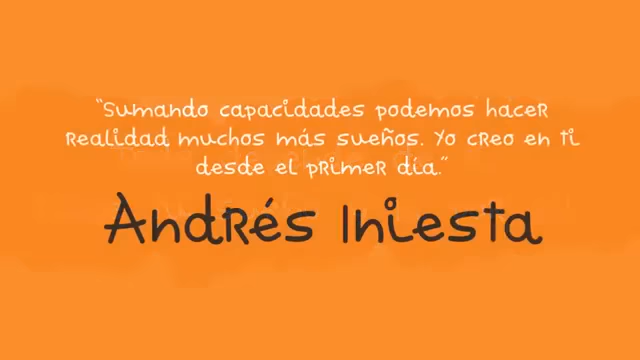 "Sumando capacidades podemos hacer
realidad muchos más sueños. Yo creo en ti
desde el primer día."
Andrés Iniesta